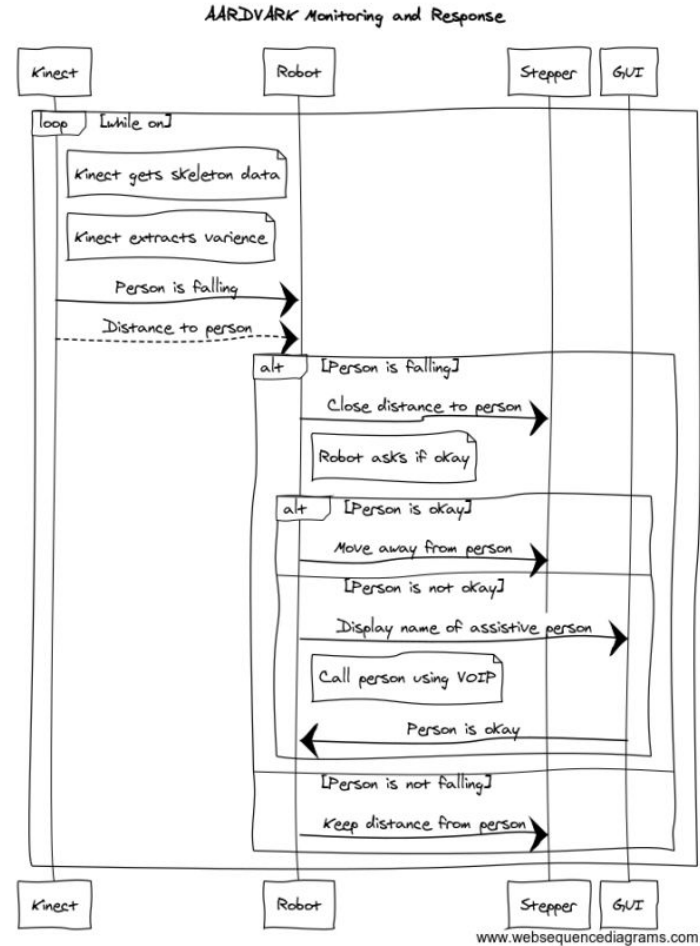 AARDVARK Monitoring and Response
Kinect Robot Stepper GUI
loop [while on]
Kinect gets skeleton data
Kinect extracts varience
Person is falling
Distance to person
alt [Person is falling]
Close distance to person
Robot asks if okay
alt [Person is okay]
Move away from person
[Person is not okay]
Display name of assistive person
Call person using VOIP
Person is okay
[Person is not falling]
Keep distance from person
Kinect Robot Stepper GUI
www.websequencediagrams.com